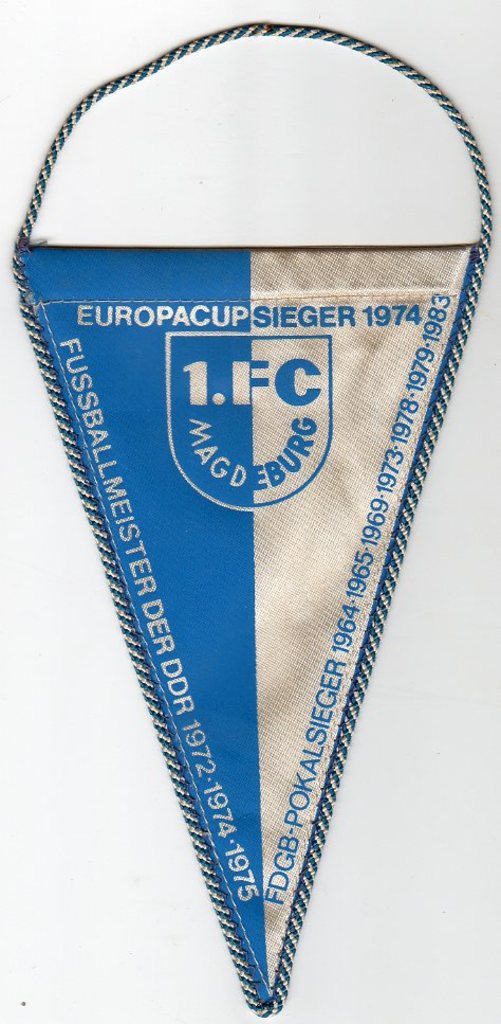 EUROPACUPSIEGER 1974
1.FC
MAGDEBURG
FUSSBALLMEISTER DER DDR 1972·1974·1975
FDGB-POKALSIEGER 1964·1965·1969·1973·1978·1979·1983